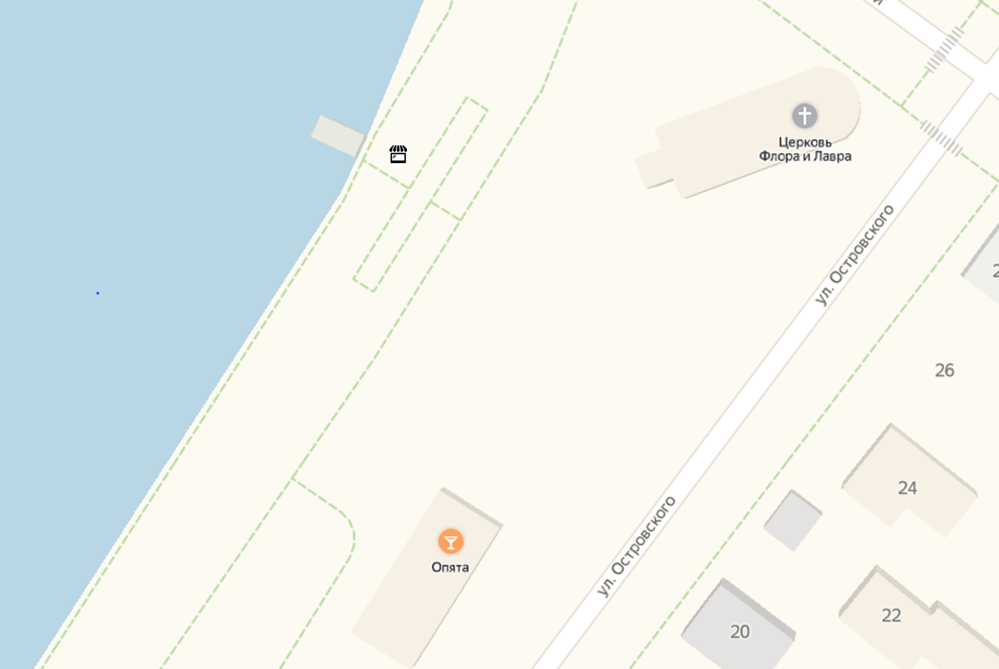 Церковь
Флора и Лавра
ул. Островского
26
24
Опята
ул. Островского
22
20